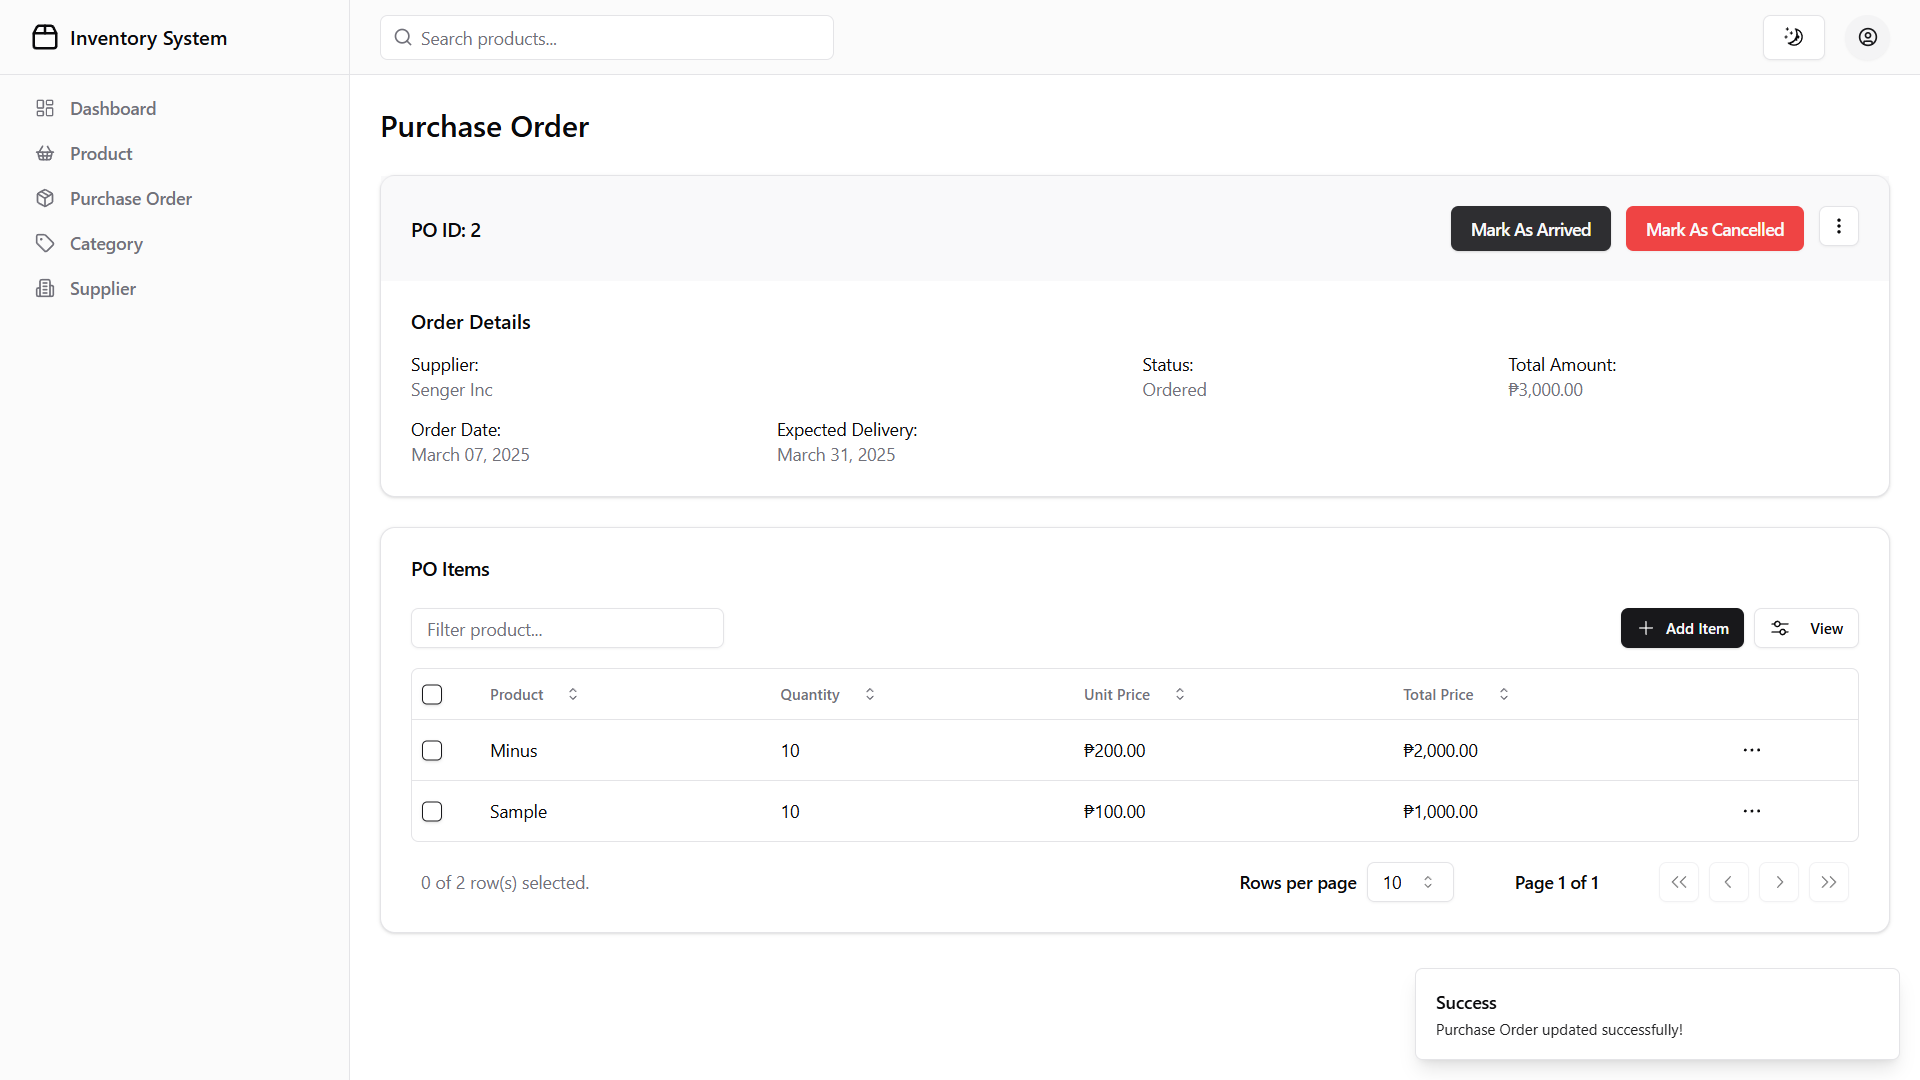 Inventory System
Search products...
Dashboard
Product
Purchase Order
Category
Supplier
Purchase Order
PO ID: 2
Mark As Arrived
Mark As Cancelled
Order Details
Supplier:
Senger Inc
Status:
Ordered
Total Amount:
₱3,000.00
Order Date:
March 07, 2025
Expected Delivery:
March 31, 2025
PO Items
Filter product...
Add Item
View
Product Quantity Unit Price Total Price
Minus 10 ₱200.00 ₱2,000.00
Sample 10 ₱100.00 ₱1,000.00
0 of 2 row(s) selected.
Rows per page 10
Page 1 of 1
Success
Purchase Order updated successfully!